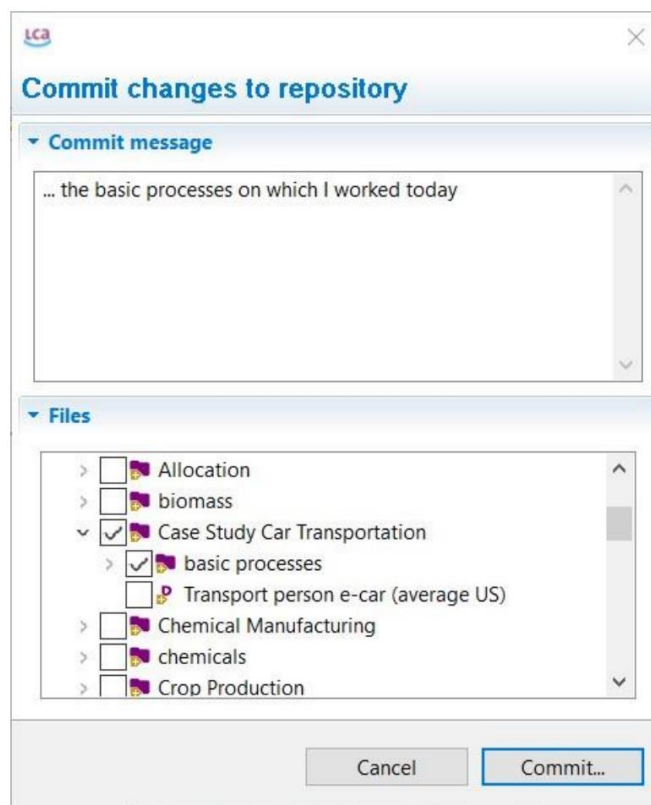 LCA
Commit changes to repository
Commit message
... the basic processes on which I worked today
Files
Allocation
biomass
Case Study Car Transportation
basic processes
P Transport person e-car (average US)
Chemical Manufacturing
chemicals
Crop Production
Cancel
Commit...